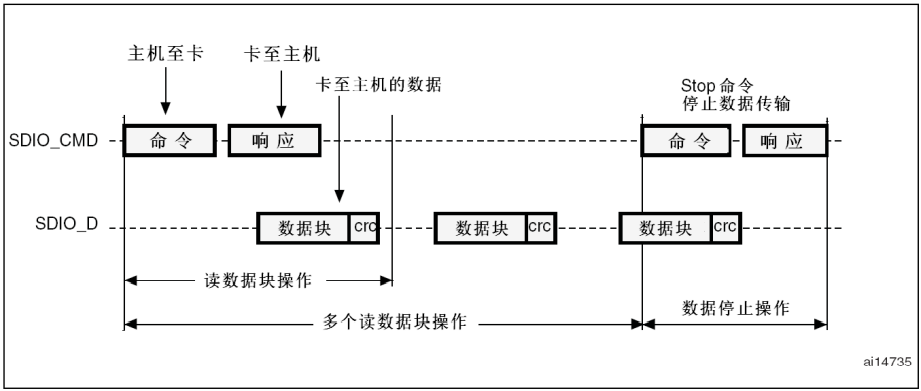 主机至卡
卡至主机
卡至主机的数据
Stop 命令
停止数据传输
SDIO_CMD
命 令
响 应
命 令
响 应
SDIO_D
数据块
crc
数据块
crc
数据块
crc
读数据块操作
多个读数据块操作
数据停止操作
ai14735